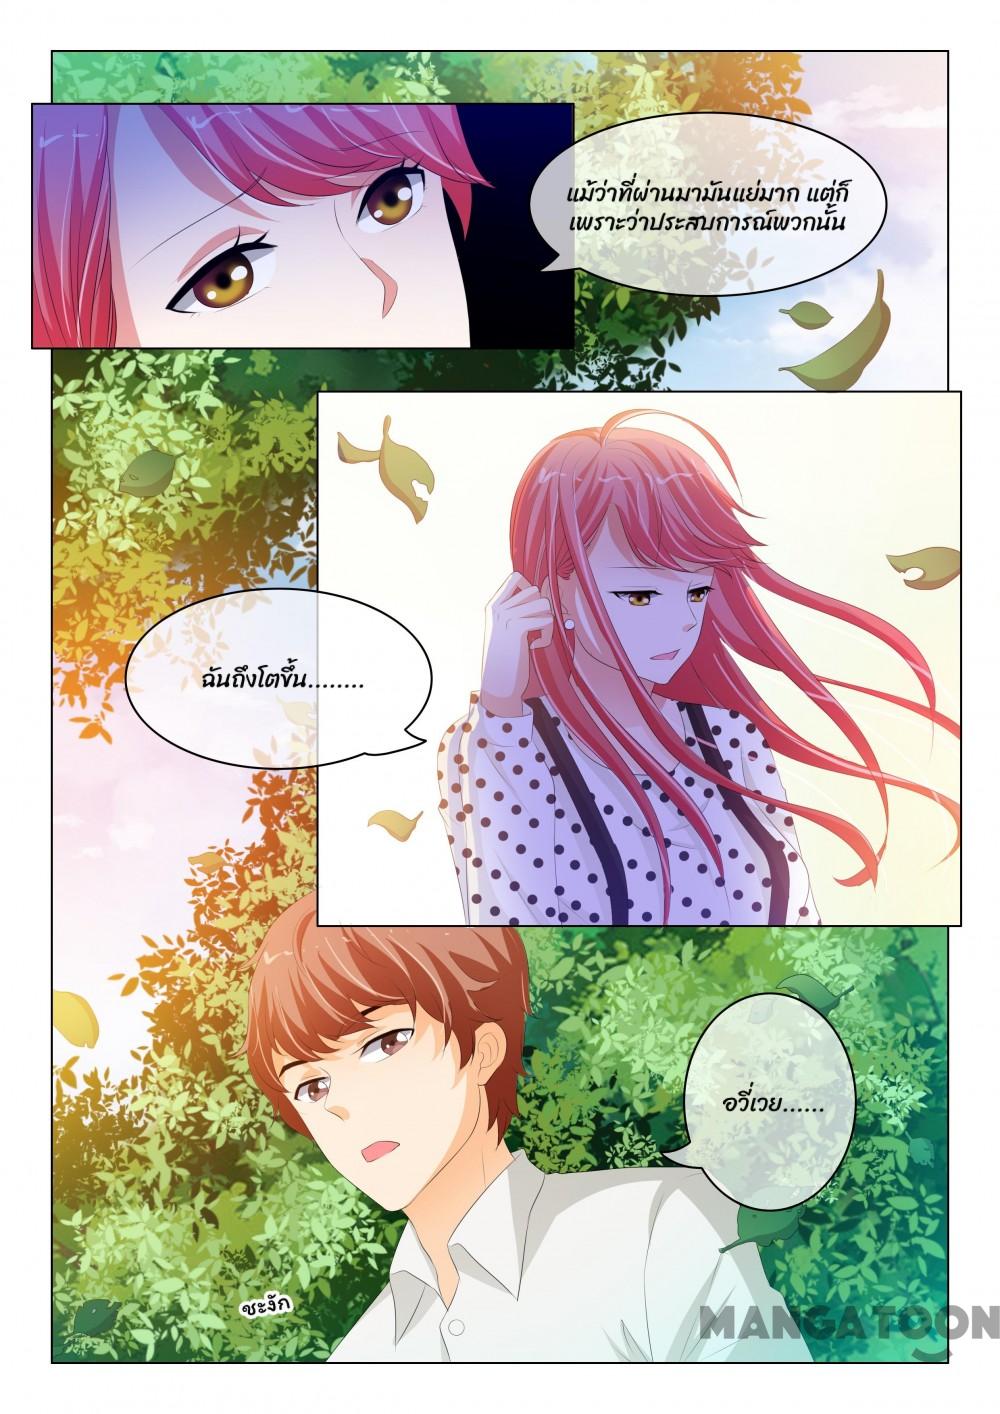 แม้ว่าที่ผ่านมามันแย่มาก แต่ก็
เพราะว่าประสบการณ์พวกนั้น
ฉันถึงโตขึ้น........
อวี่เวย......
ชะงัก
MANGATOON